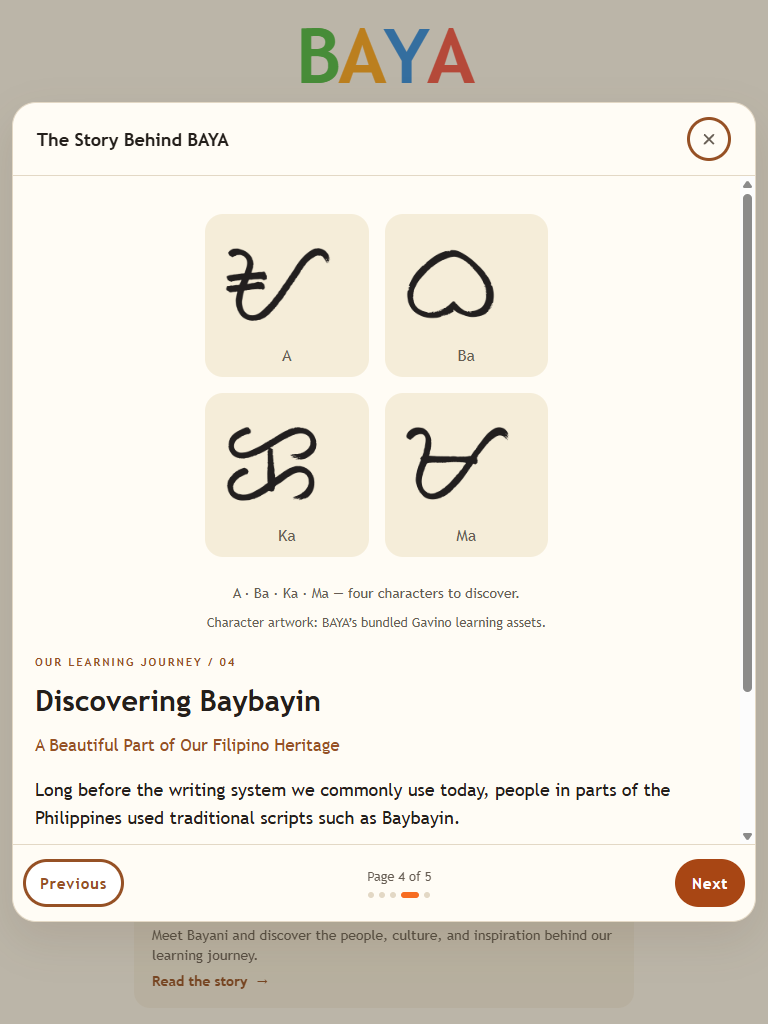 BAYA
The Story Behind BAYA
×
ᜀ
A
ᜊ
Ba
ᜃ
Ka
ᜋ
Ma
A · Ba · Ka · Ma — four characters to discover.
Character artwork: BAYA's bundled Gavino learning assets.
OUR LEARNING JOURNEY / 04
Discovering Baybayin
A Beautiful Part of Our Filipino Heritage
Long before the writing system we commonly use today, people in parts of the
Philippines used traditional scripts such as Baybayin.
Previous
Page 4 of 5
Next
Meet Bayani and discover the people, culture, and inspiration behind our
learning journey.
Read the story →